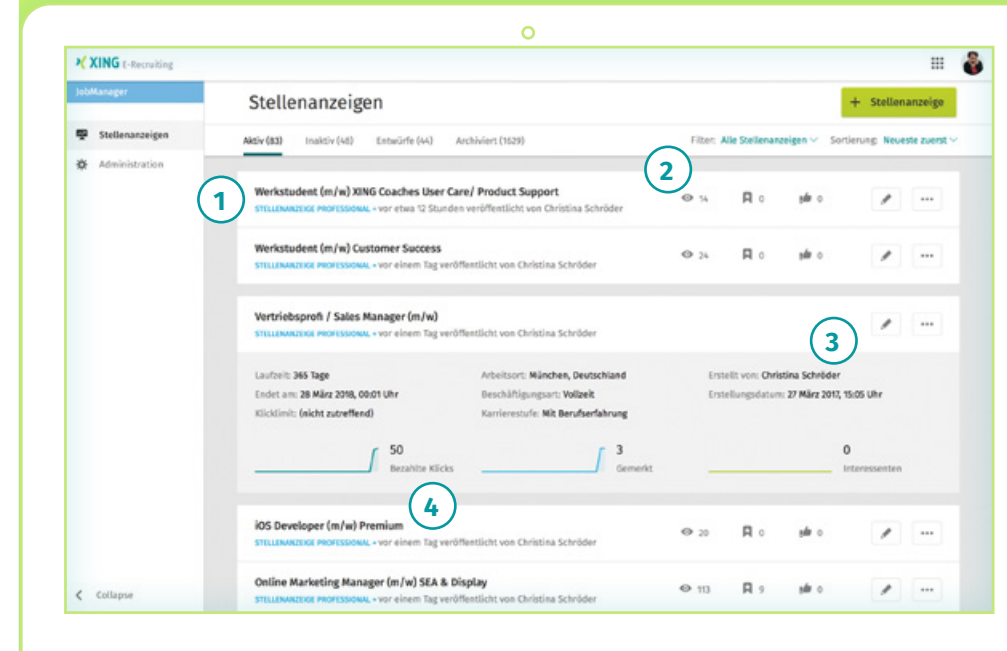 XING E-Recruiting
JobManager
Stellenanzeigen
+ Stellenanzeige
Stellenanzeigen
Administration
Aktiv (83) Inaktiv (48) Entwürfe (44) Archiviert (1629) Filter: Alle Stellenanzeigen Sortierung: Neueste zuerst
1
2
Werkstudent (m/w) XING Coaches User Care/ Product Support
STELLENANZEIGE PROFESSIONAL • vor etwa 12 Stunden veröffentlicht von Christina Schröder
14 0 0
Werkstudent (m/w) Customer Success
STELLENANZEIGE PROFESSIONAL • vor einem Tag veröffentlicht von Christina Schröder
24 0 0
Vertriebsprofi / Sales Manager (m/w)
STELLENANZEIGE PROFESSIONAL • vor einem Tag veröffentlicht von Christina Schröder
3
Laufzeit: 365 Tage Arbeitsort: München, Deutschland Erstellt von: Christina Schröder
Endet am: 28 März 2018, 00:01 Uhr Beschäftigungsart: Vollzeit Erstellungsdatum: 27 März 2017, 15:05 Uhr
Klicklimit: (nicht zutreffend) Karrierestufe: Mit Berufserfahrung
50 3 0
Bezahlte Klicks Gemerkt Interessenten
4
iOS Developer (m/w) Premium
STELLENANZEIGE PROFESSIONAL • vor einem Tag veröffentlicht von Christina Schröder
20 0 0
Online Marketing Manager (m/w) SEA & Display
STELLENANZEIGE PROFESSIONAL • vor einem Tag veröffentlicht von Christina Schröder
113 9 0
Collapse